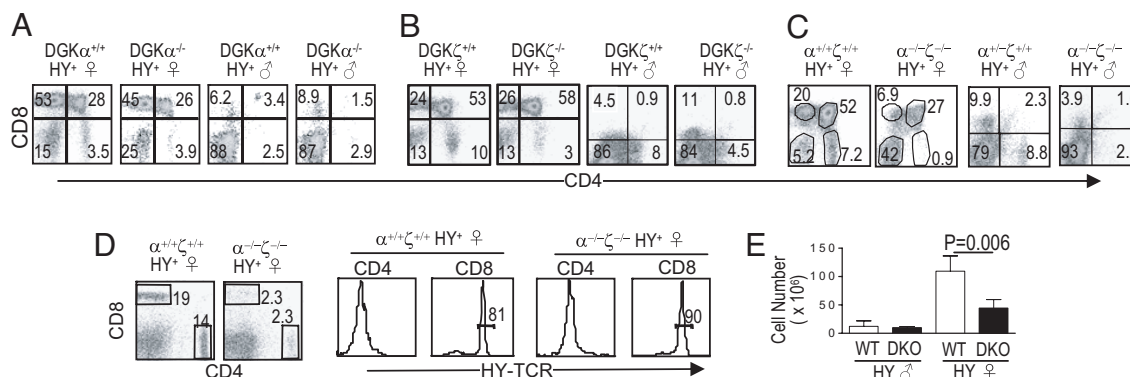 A
DGKα+/+ DGKα-/- DGKα+/+ DGKα-/-
HY+ ♀ HY+ ♀ HY+ ♂ HY+ ♂
53 28 45 26 6.2 3.4 8.9 1.5
15 3.5 25 3.9 88 2.5 87 2.9
CD8
B
DGKζ+/+ DGKζ-/- DGKζ+/+ DGKζ-/-
HY+ ♀ HY+ ♀ HY+ ♂ HY+ ♂
24 53 26 58 4.5 0.9 11 0.8
13 10 13 3 86 8 84 4.5
C
α+/+ζ+/+ α-/-ζ-/- α+/-ζ+/+ α-/-ζ-/-
HY+ ♀ HY+ ♀ HY+ ♂ HY+ ♂
20 52 6.9 27 9.9 2.3 3.9 1.
5.2 7.2 42 0.9 79 8.8 93 2.
CD4
D
α+/+ζ+/+ α-/-ζ-/-
HY+ ♀ HY+ ♀
19 2.3
14 2.3
CD8
CD4
α+/+ζ+/+ HY+ ♀ α-/-ζ-/- HY+ ♀
CD4 CD8 CD4 CD8
81 90
HY-TCR
E
P=0.006
Cell Number
( x 10⁶)
150
100
50
0
WT DKO WT DKO
HY ♂ HY ♀